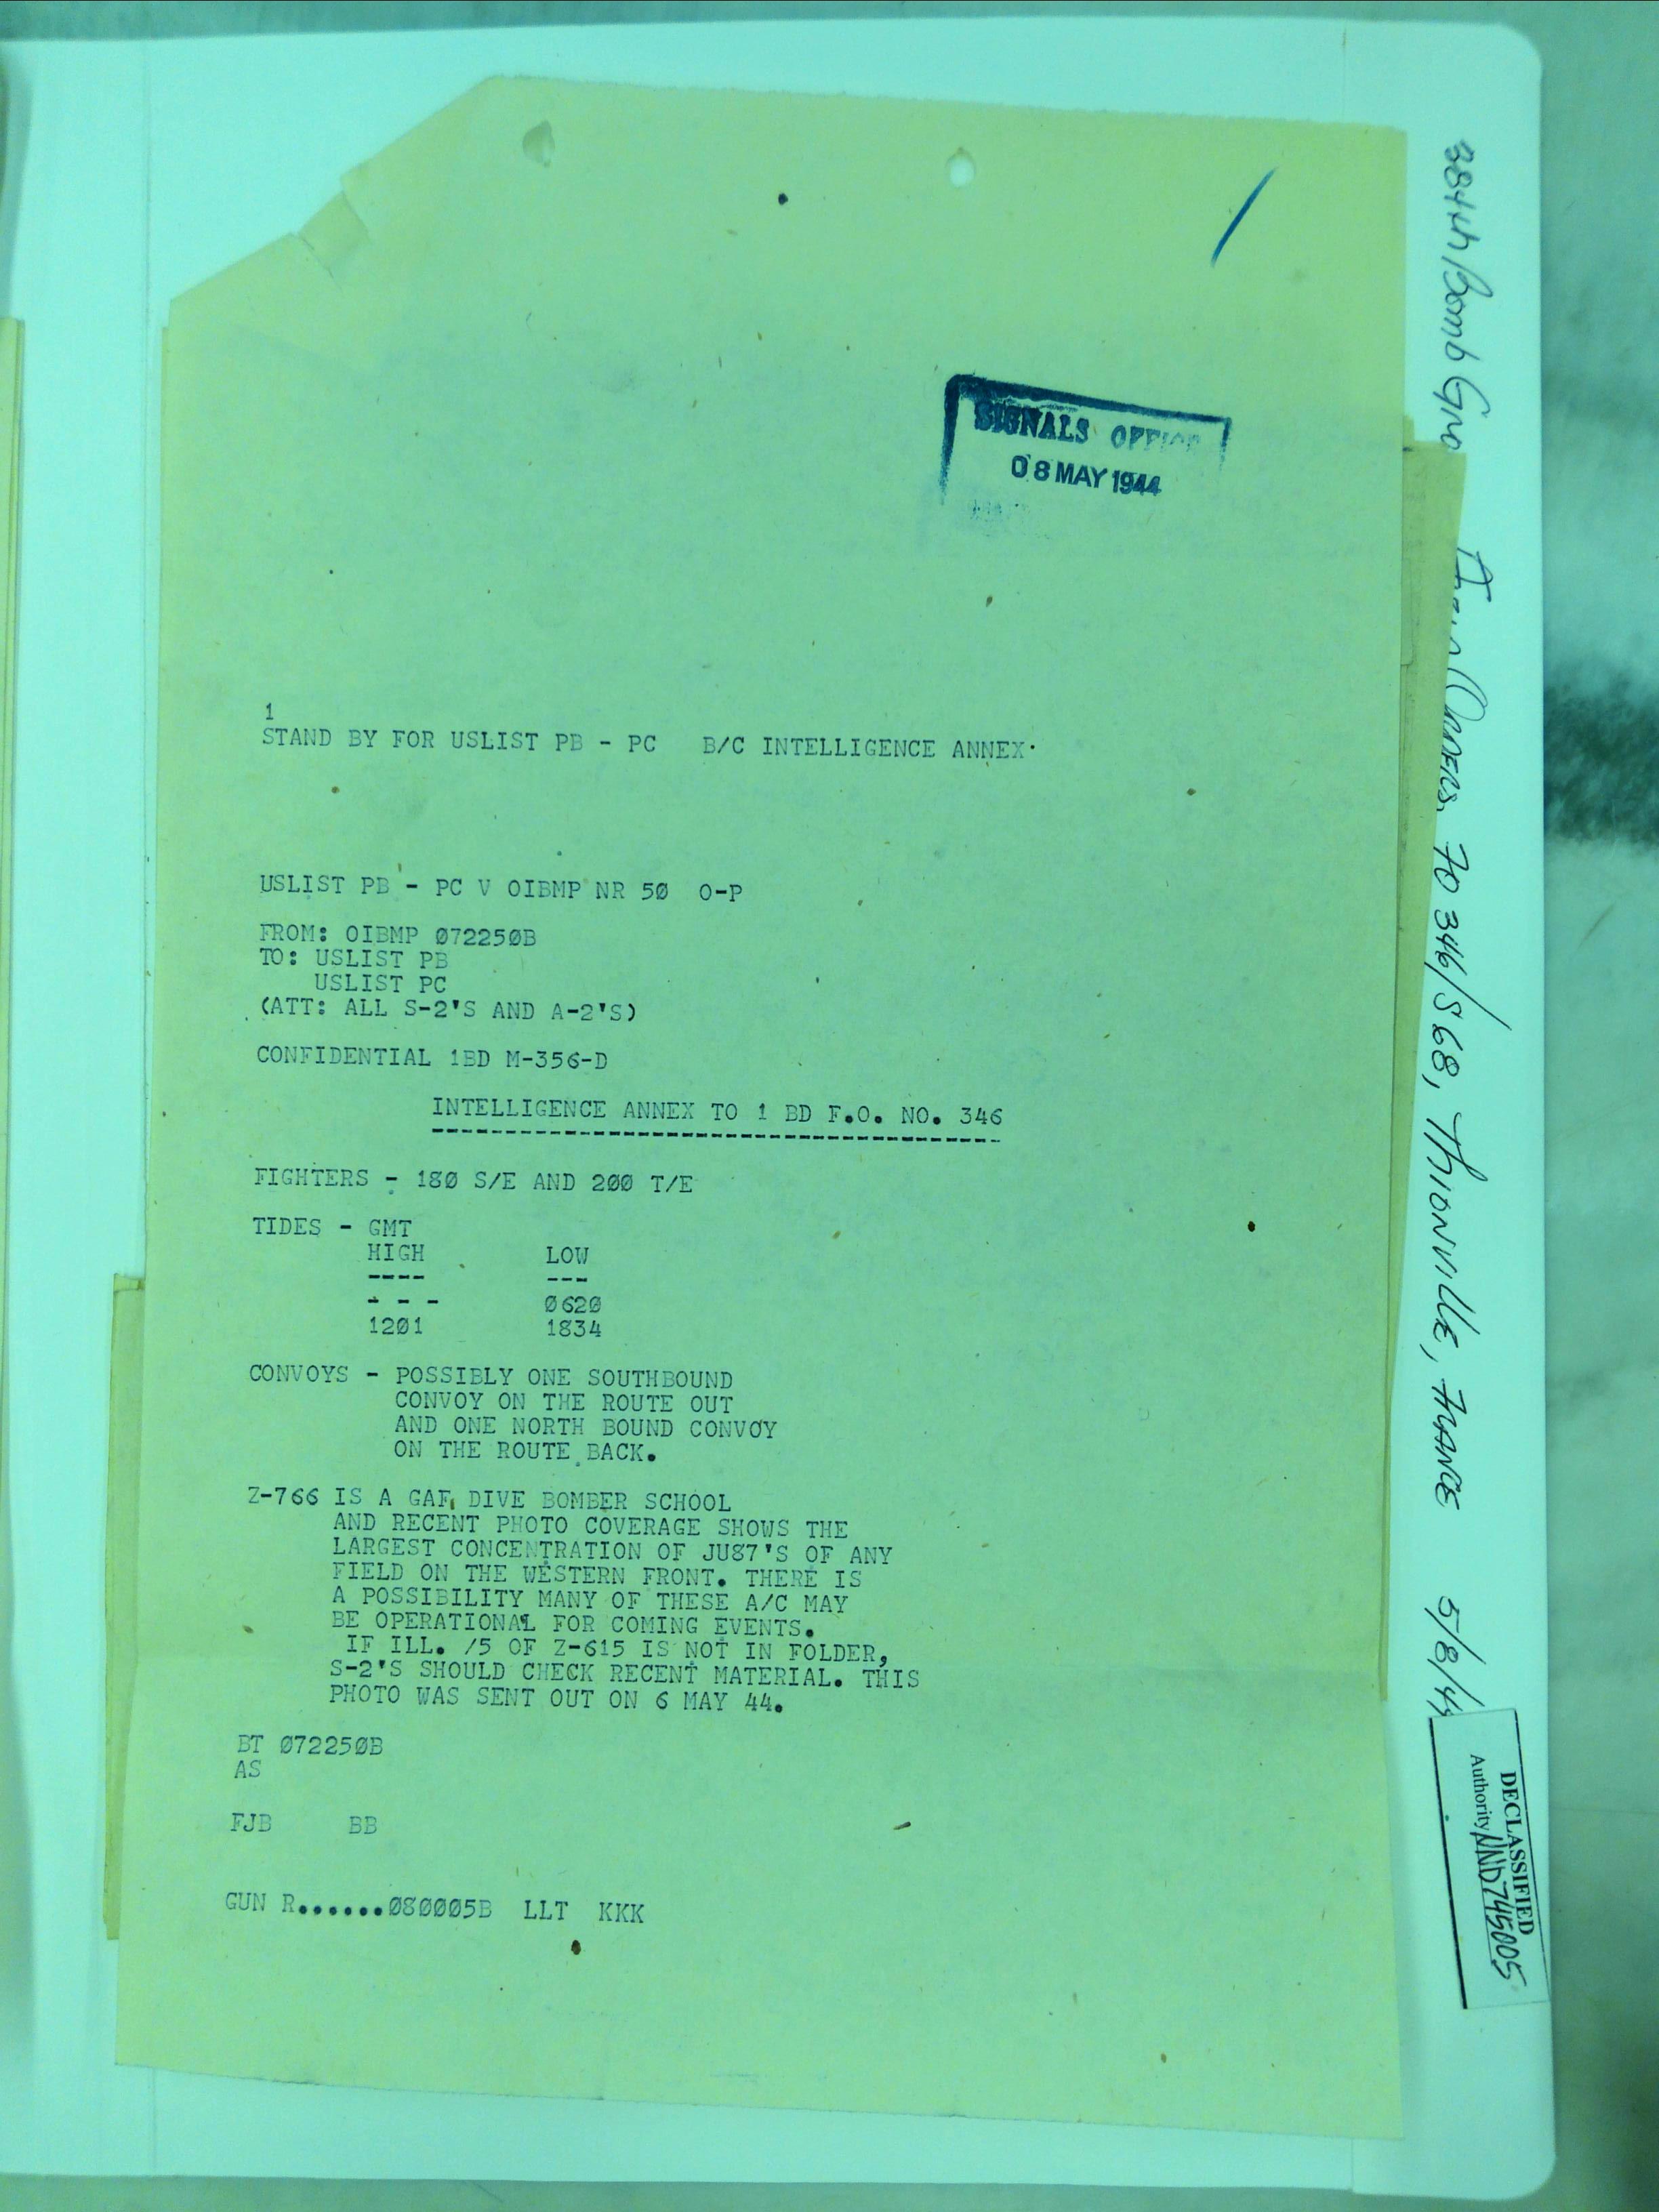 SIGNALS OFFICE
08 MAY 1944
1
STAND BY FOR USLIST PB - PC   B/C INTELLIGENCE ANNEX
USLIST PB - PC V OIBMP NR 50  O-P
FROM: OIBMP 072250B
TO: USLIST PB
USLIST PC
(ATT: ALL S-2'S AND A-2'S)
CONFIDENTIAL 1BD M-356-D
INTELLIGENCE ANNEX TO 1 BD F.O. NO. 346
FIGHTERS - 180 S/E AND 200 T/E
TIDES - GMT
HIGH          LOW
----          ---
- - -         0620
1201          1834
CONVOYS - POSSIBLY ONE SOUTHBOUND
CONVOY ON THE ROUTE OUT
AND ONE NORTH BOUND CONVOY
ON THE ROUTE BACK.
Z-766 IS A GAF DIVE BOMBER SCHOOL
AND RECENT PHOTO COVERAGE SHOWS THE
LARGEST CONCENTRATION OF JU87'S OF ANY
FIELD ON THE WESTERN FRONT. THERE IS
A POSSIBILITY MANY OF THESE A/C MAY
BE OPERATIONAL FOR COMING EVENTS.
IF ILL. /5 OF Z-615 IS NOT IN FOLDER,
S-2'S SHOULD CHECK RECENT MATERIAL. THIS
PHOTO WAS SENT OUT ON 6 MAY 44.
BT 072250B
AS
FJB     BB
GUN R......080005B  LLT  KKK
384th Bomb Gro
Orders FO 346/S 68, Thionville, France 5/8/44
DECLASSIFIED
Authority NND745005